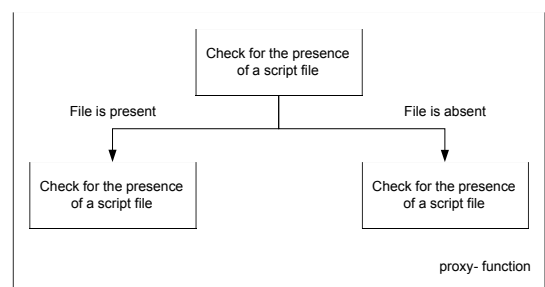 Check for the presence
of a script file
File is present
File is absent
Check for the presence
of a script file
Check for the presence
of a script file
proxy- function